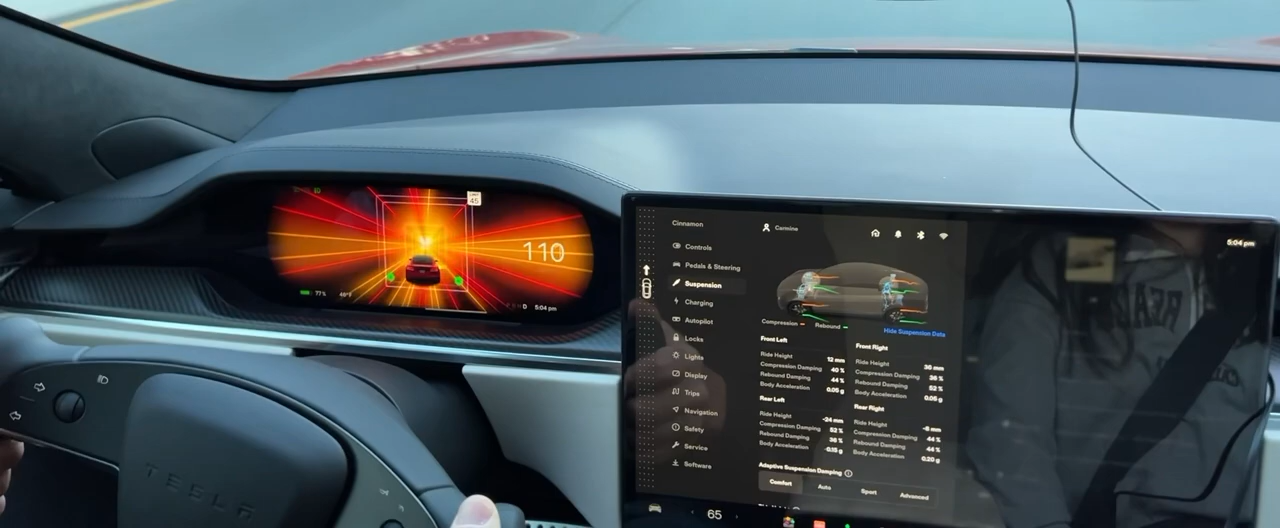 LIMIT
45
110
77 %
46°F
D
5:04 pm
TESLA
Cinnamon
Carmine
5:04 pm
Controls
Pedals & Steering
Suspension
Charging
Autopilot
Locks
Lights
Display
Trips
Navigation
Safety
Service
Software
Compression
Rebound
Hide Suspension Data
Front Left
Ride Height 12 mm
Compression Damping 40 %
Rebound Damping 44 %
Body Acceleration 0.05 g
Front Right
Ride Height 30 mm
Compression Damping 36 %
Rebound Damping 52 %
Body Acceleration 0.05 g
Rear Left
Ride Height -24 mm
Compression Damping 52 %
Rebound Damping 36 %
Body Acceleration -0.15 g
Rear Right
Ride Height -8 mm
Compression Damping 44 %
Rebound Damping 44 %
Body Acceleration 0.20 g
Adaptive Suspension Damping
Comfort Auto Sport Advanced
65